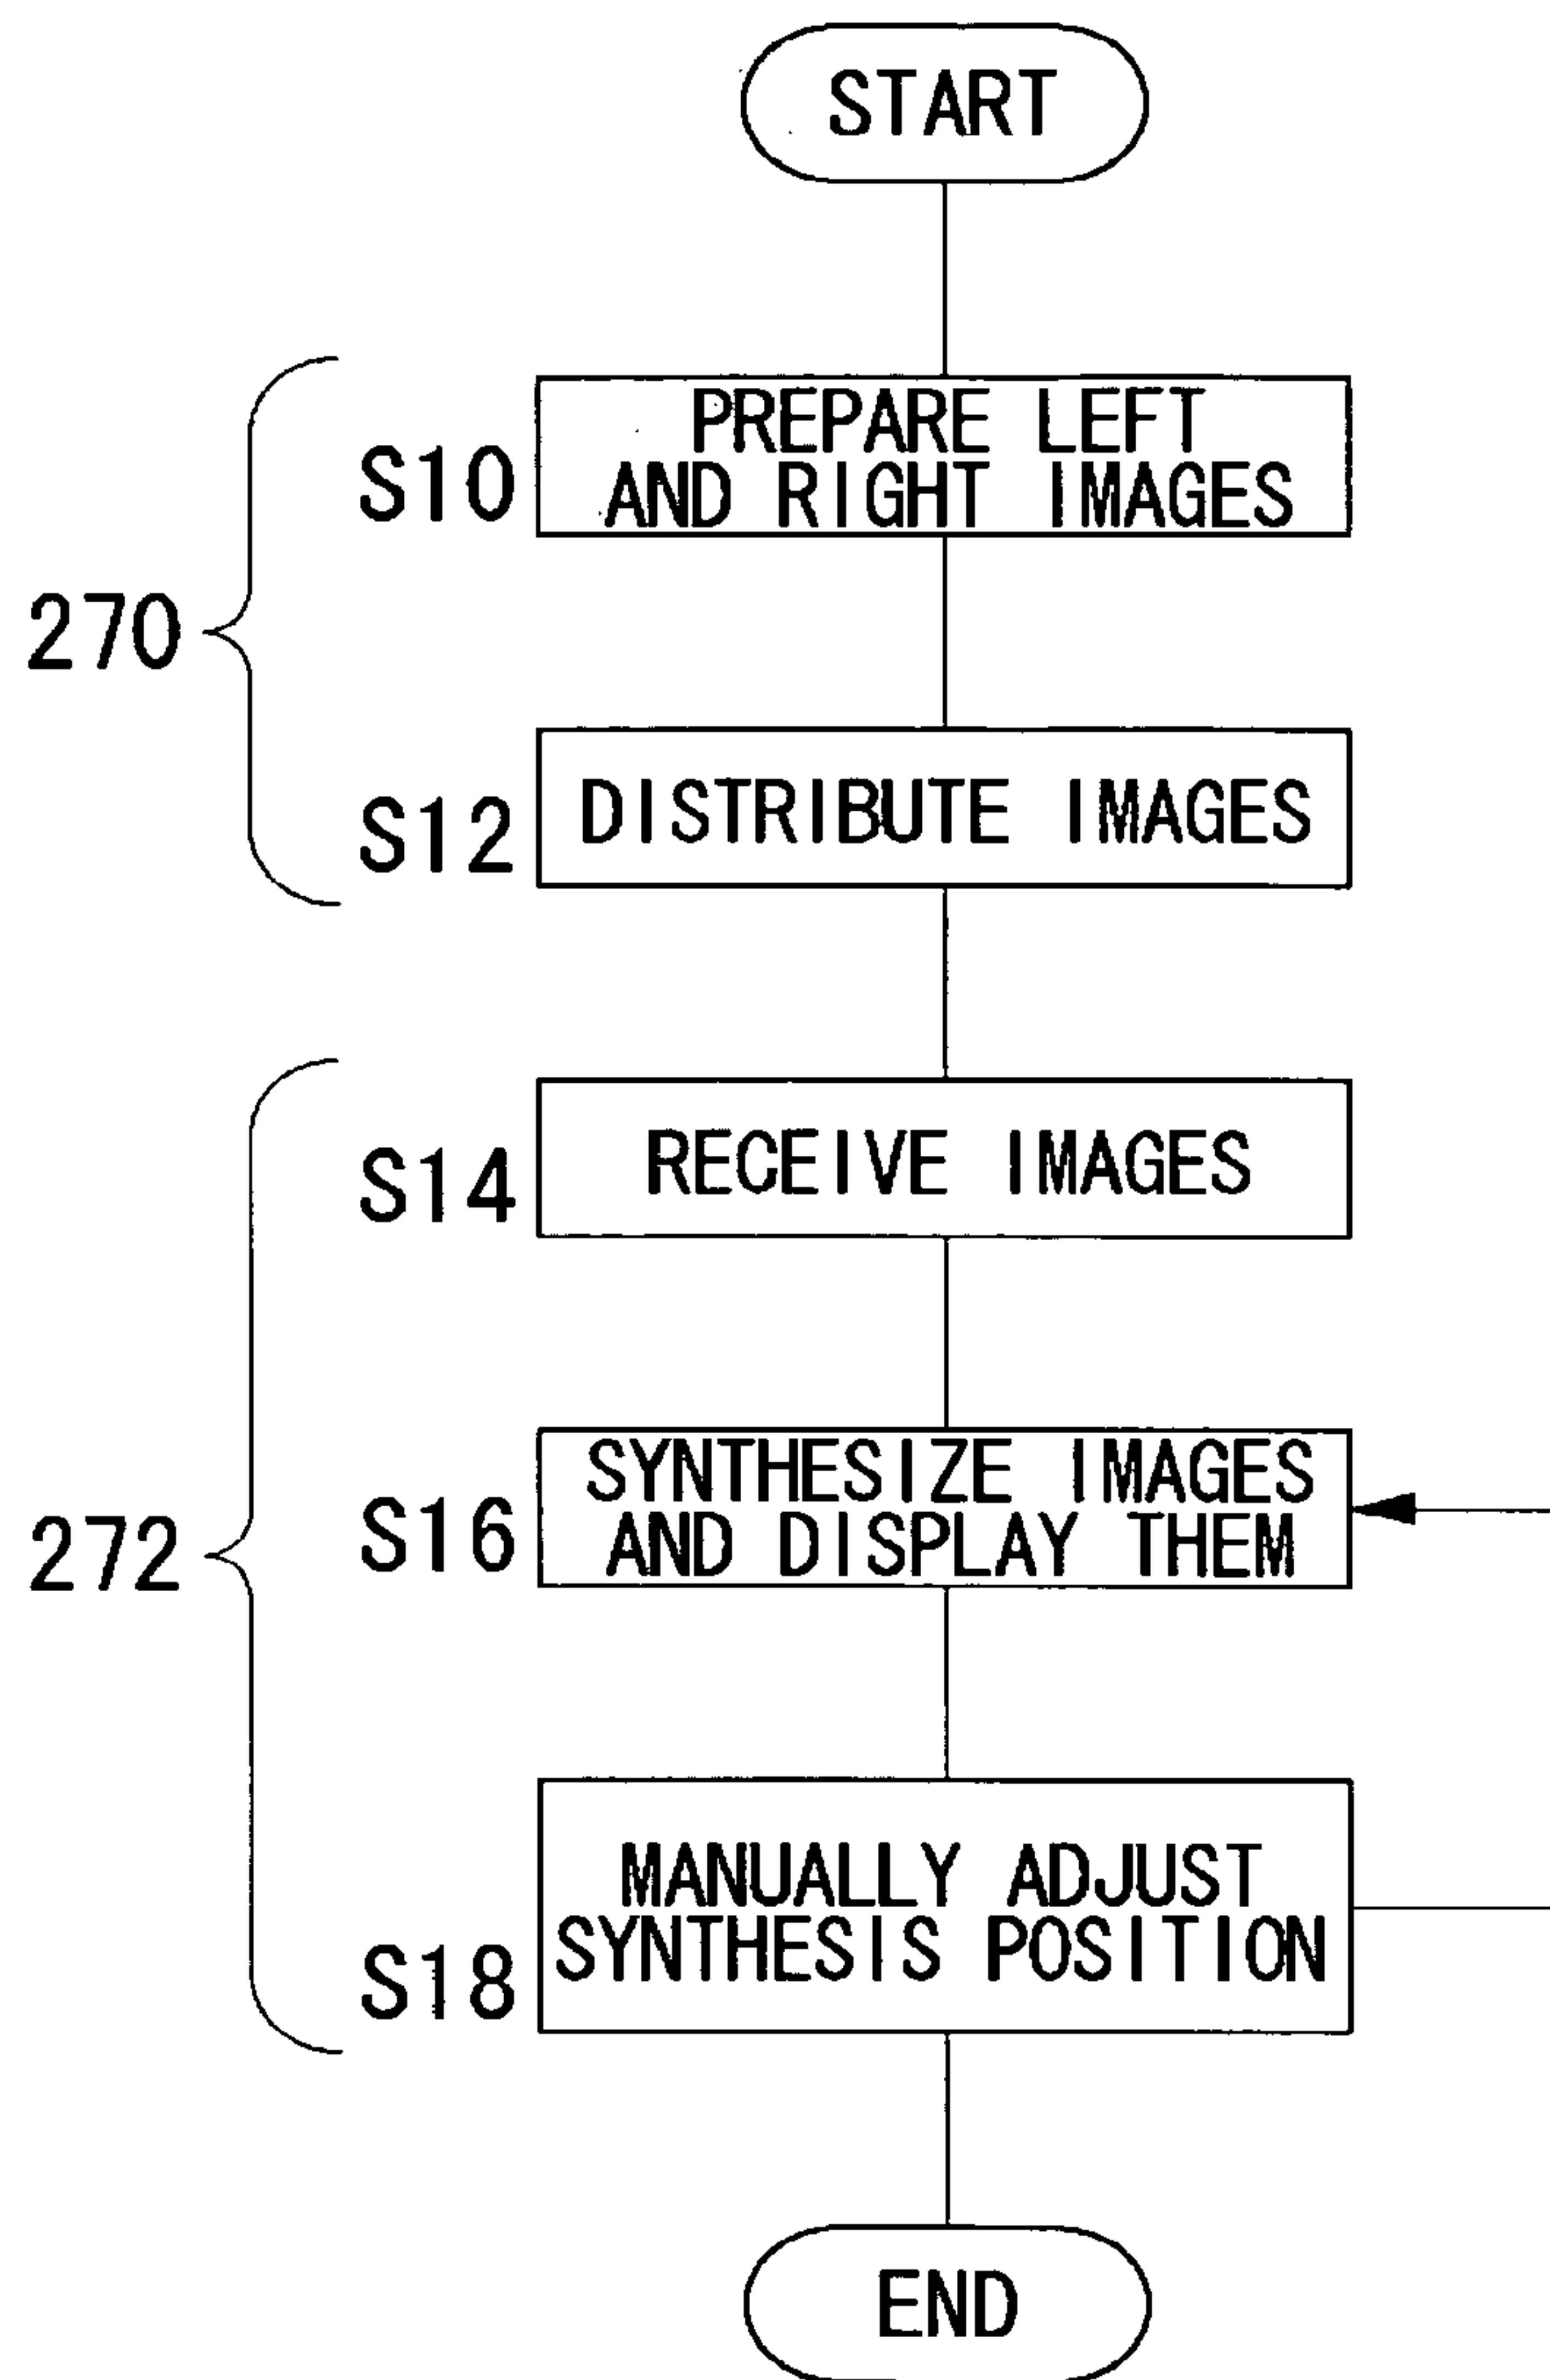 START
S10
PREPARE LEFT
AND RIGHT IMAGES
270
S12
DISTRIBUTE IMAGES
S14
RECEIVE IMAGES
272
S16
SYNTHESIZE IMAGES
AND DISPLAY THEM
S18
MANUALLY ADJUST
SYNTHESIS POSITION
END